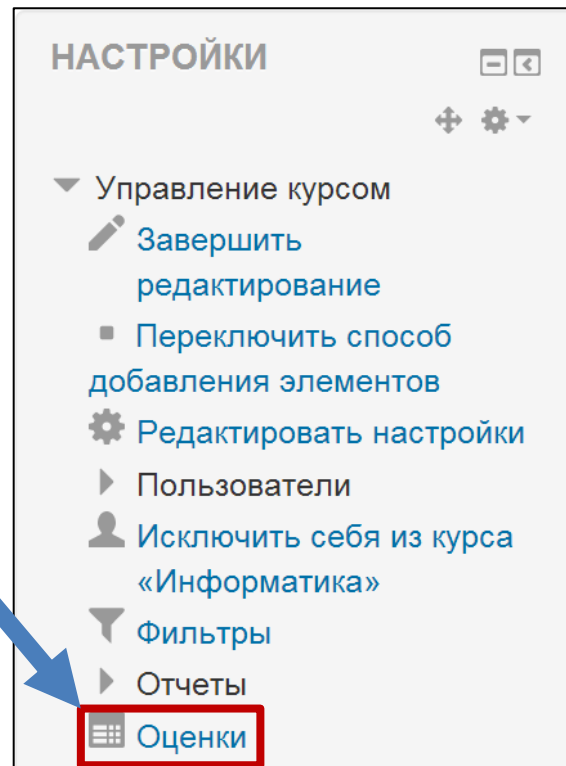 НАСТРОЙКИ
Управление курсом
Завершить
редактирование
Переключить способ
добавления элементов
Редактировать настройки
Пользователи
Исключить себя из курса
«Информатика»
Фильтры
Отчеты
Оценки